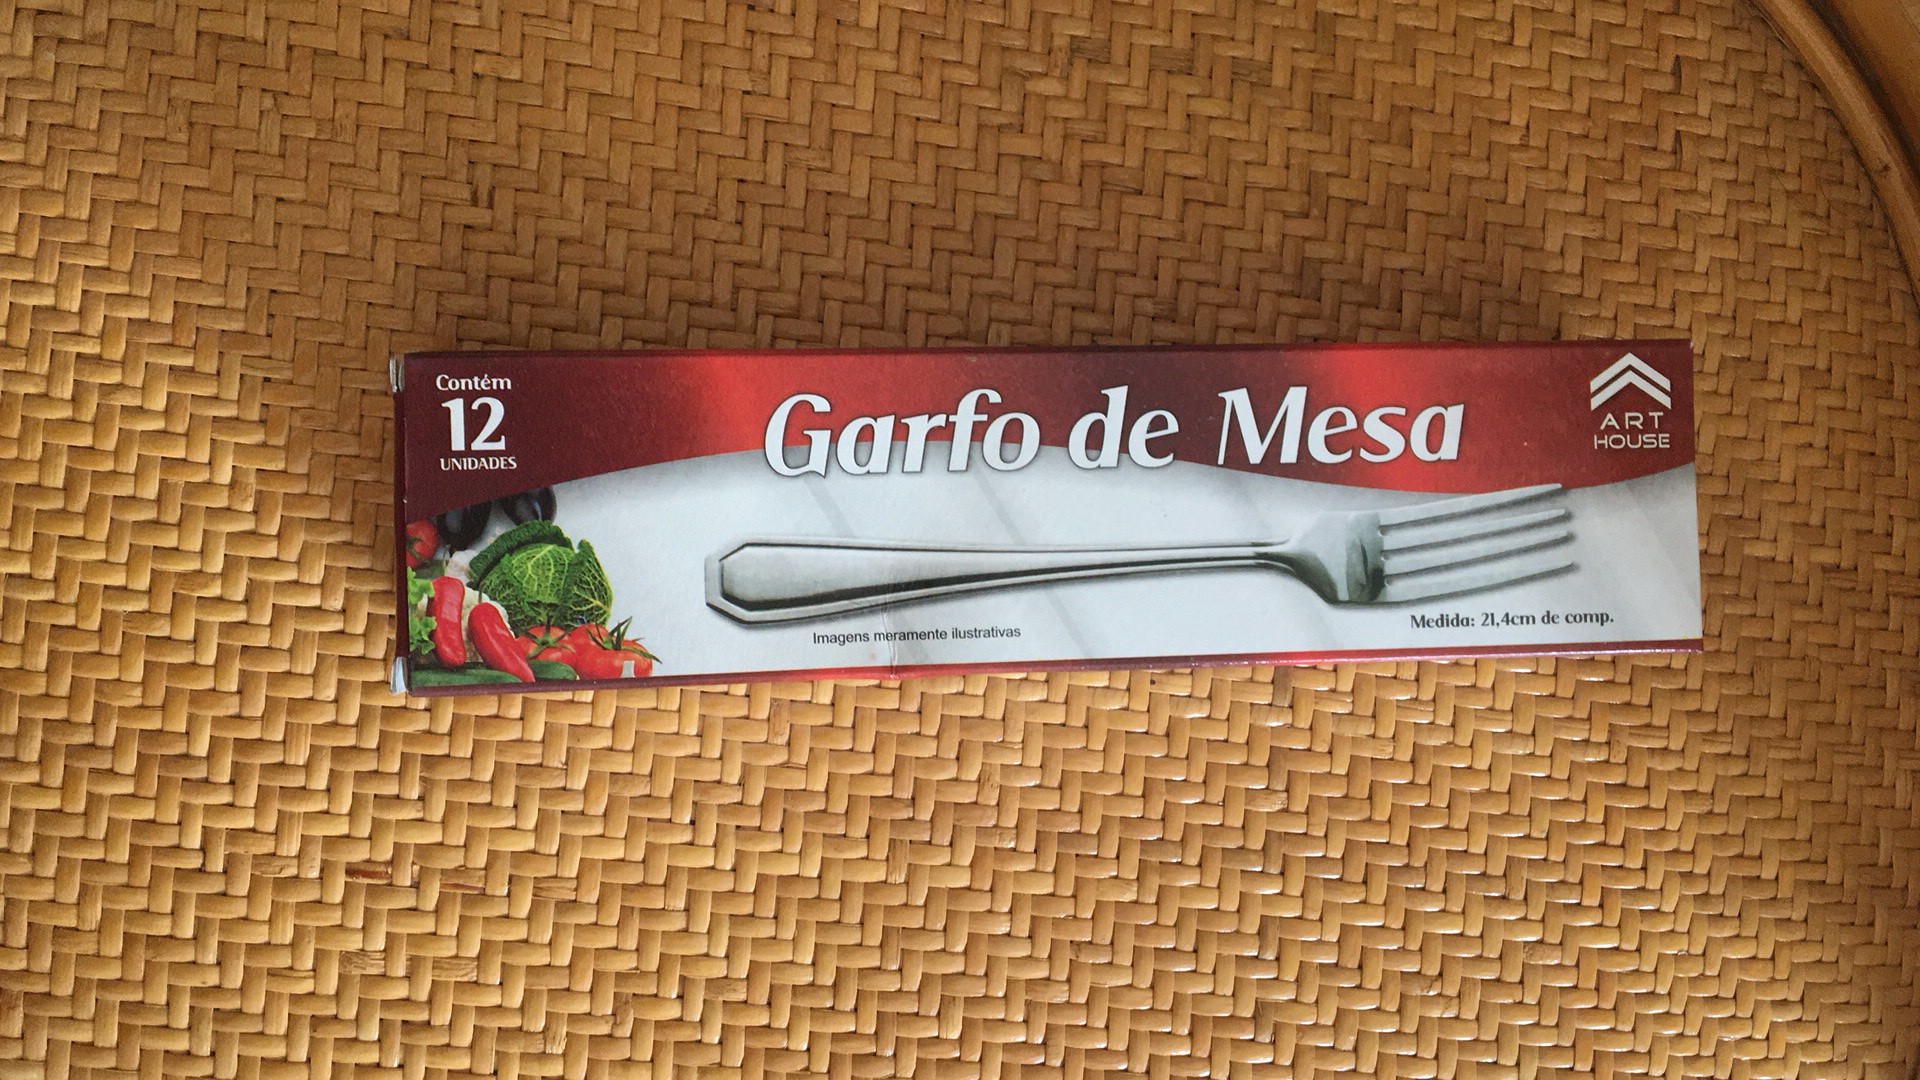 Contém
12
UNIDADES
Garfo de Mesa
ART
HOUSE
Imagens meramente ilustrativas
Medida: 21,4cm de comp.